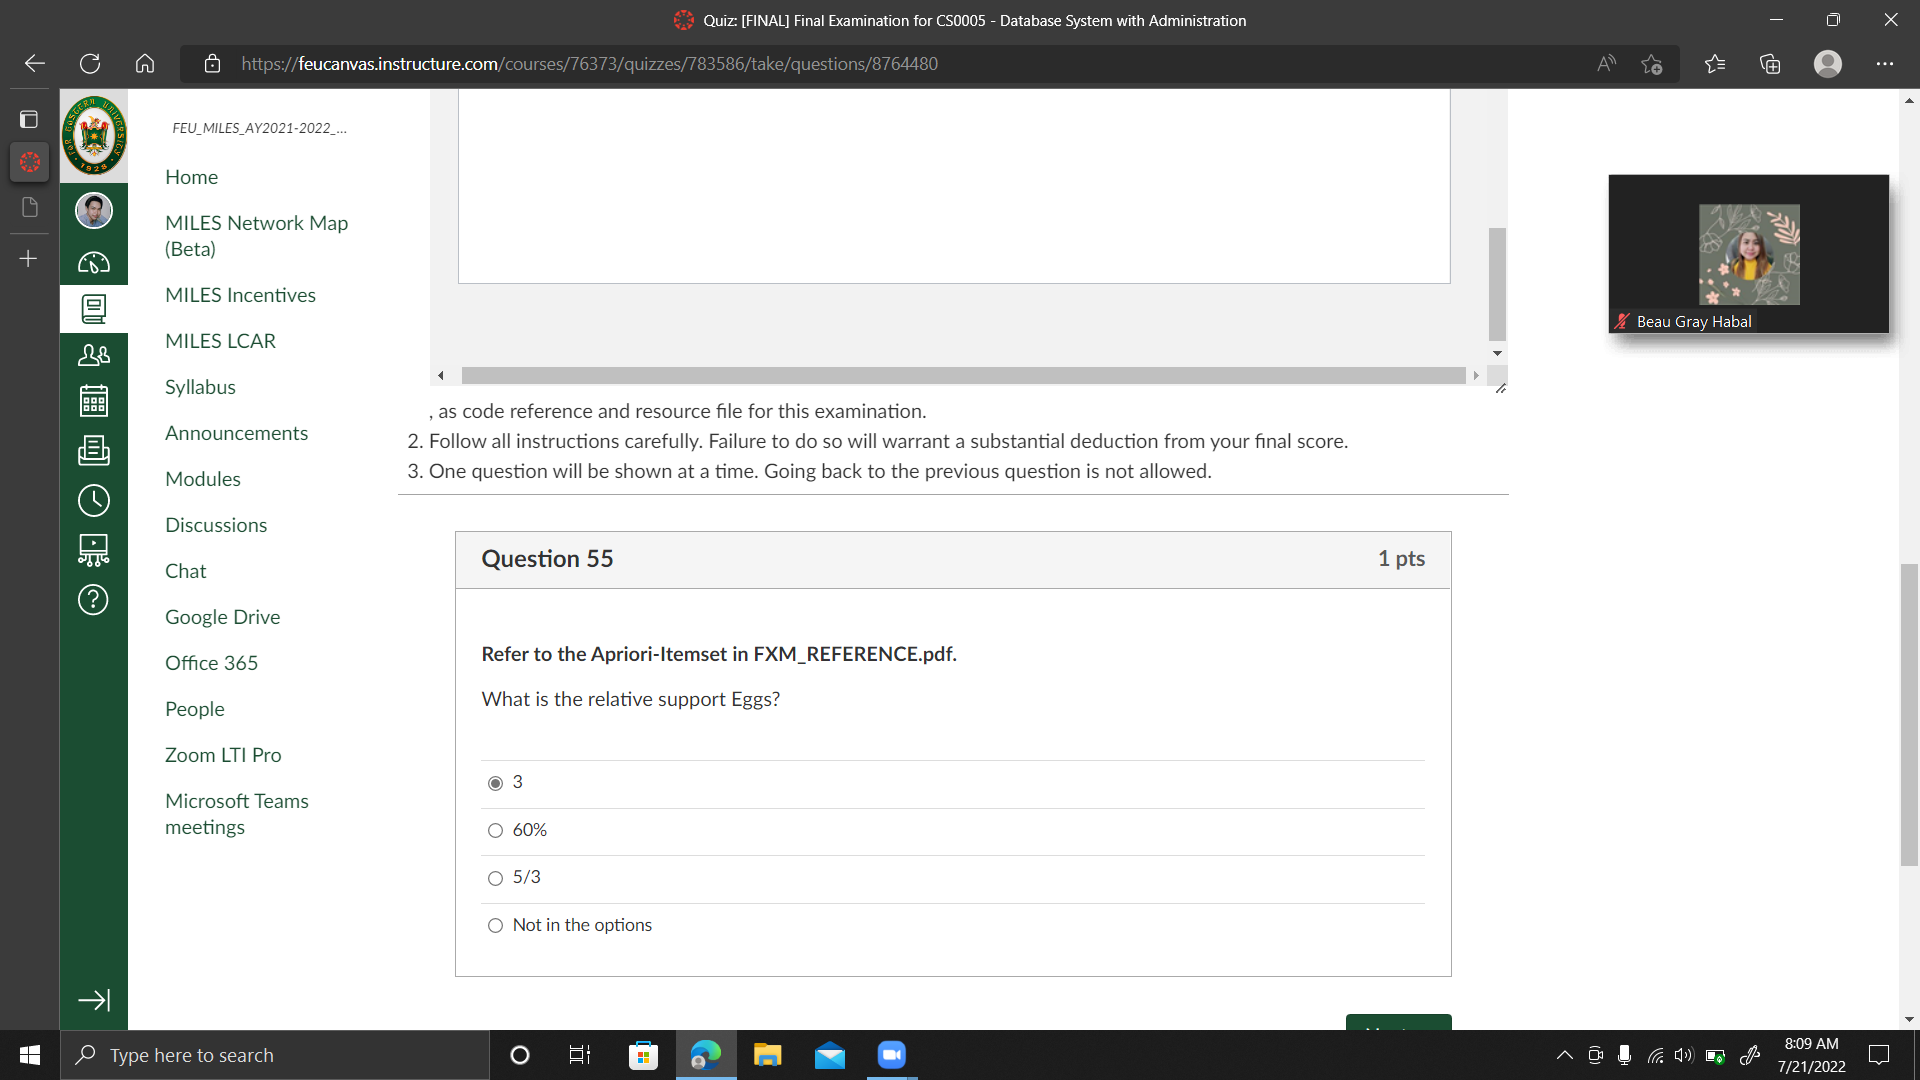 Quiz: [FINAL] Final Examination for CS0005 - Database System with Administration
https://feucanvas.instructure.com/courses/76373/quizzes/783586/take/questions/8764480
FEU_MILES_AY2021-2022_...
Home
MILES Network Map
(Beta)
MILES Incentives
MILES LCAR
Syllabus
Announcements
Modules
Discussions
Chat
Google Drive
Office 365
People
Zoom LTI Pro
Microsoft Teams
meetings
Beau Gray Habal
, as code reference and resource file for this examination.
2. Follow all instructions carefully. Failure to do so will warrant a substantial deduction from your final score.
3. One question will be shown at a time. Going back to the previous question is not allowed.
Question 55
1 pts
Refer to the Apriori-Itemset in FXM_REFERENCE.pdf.
What is the relative support Eggs?
3
60%
5/3
Not in the options
Type here to search
8:09 AM
7/21/2022